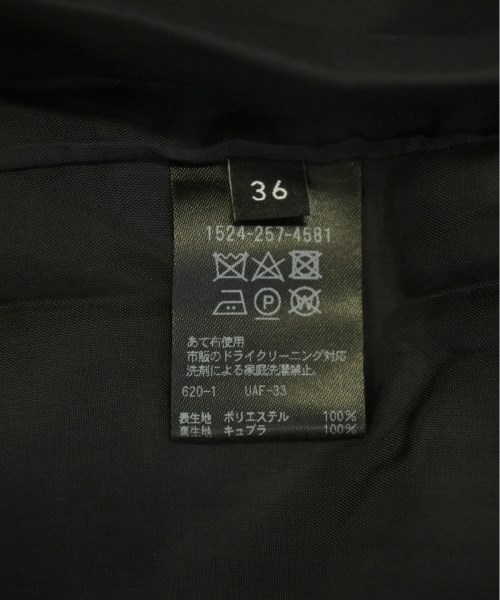 36
1524-257-4581
P
W
あて布使用
市販のドライクリーニング対応
洗剤による家庭洗濯禁止。
620-1 UAF-33
表生地 ポリエステル 100%
裏生地 キュプラ 100%